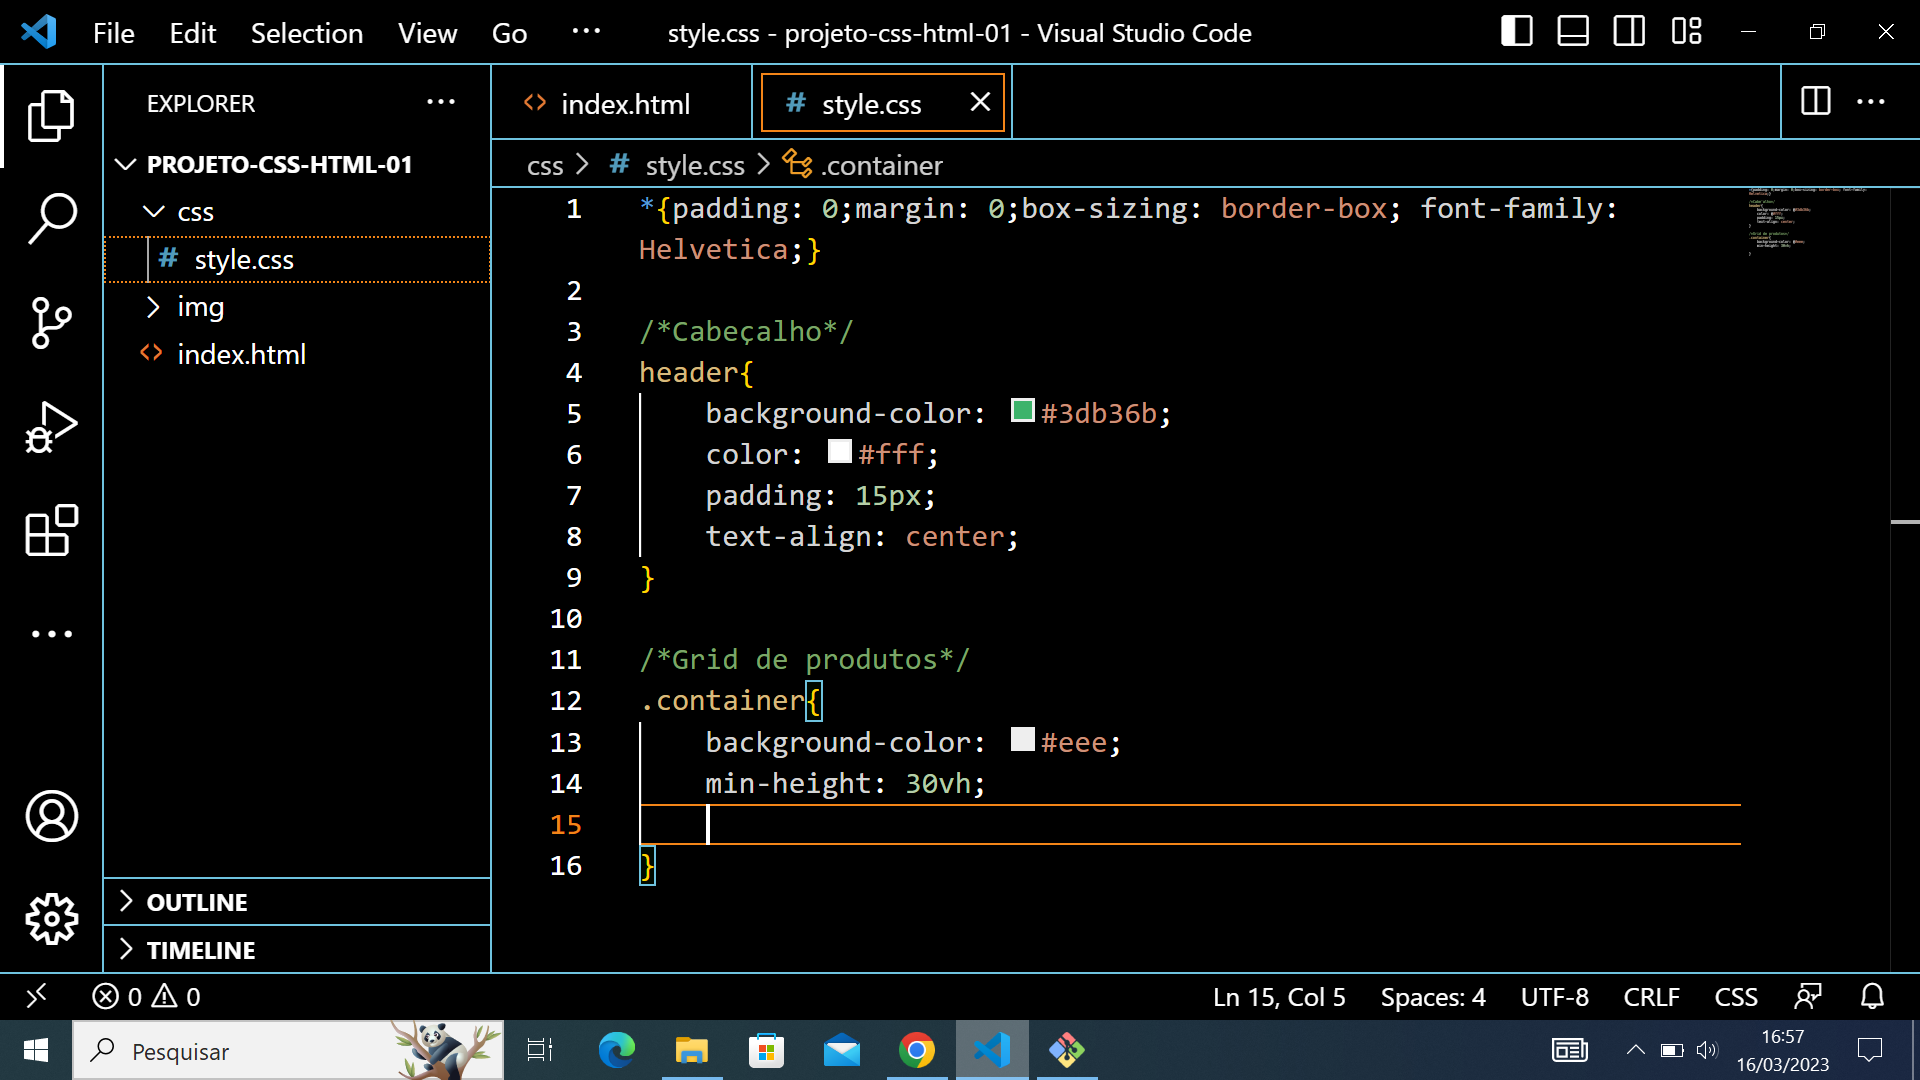 File Edit Selection View Go ··· style.css - projeto-css-html-01 - Visual Studio Code
EXPLORER ···
PROJETO-CSS-HTML-01
css
# style.css
img
<> index.html
OUTLINE
TIMELINE
<> index.html # style.css
css > # style.css > .container
1 *{padding: 0;margin: 0;box-sizing: border-box; font-family:
Helvetica;}
2
3 /*Cabeçalho*/
4 header{
5 background-color: #3db36b;
6 color: #fff;
7 padding: 15px;
8 text-align: center;
9 }
10
11 /*Grid de produtos*/
12 .container{
13 background-color: #eee;
14 min-height: 30vh;
15
16 }
0 0 Ln 15, Col 5 Spaces: 4 UTF-8 CRLF CSS
Pesquisar
16:57
16/03/2023